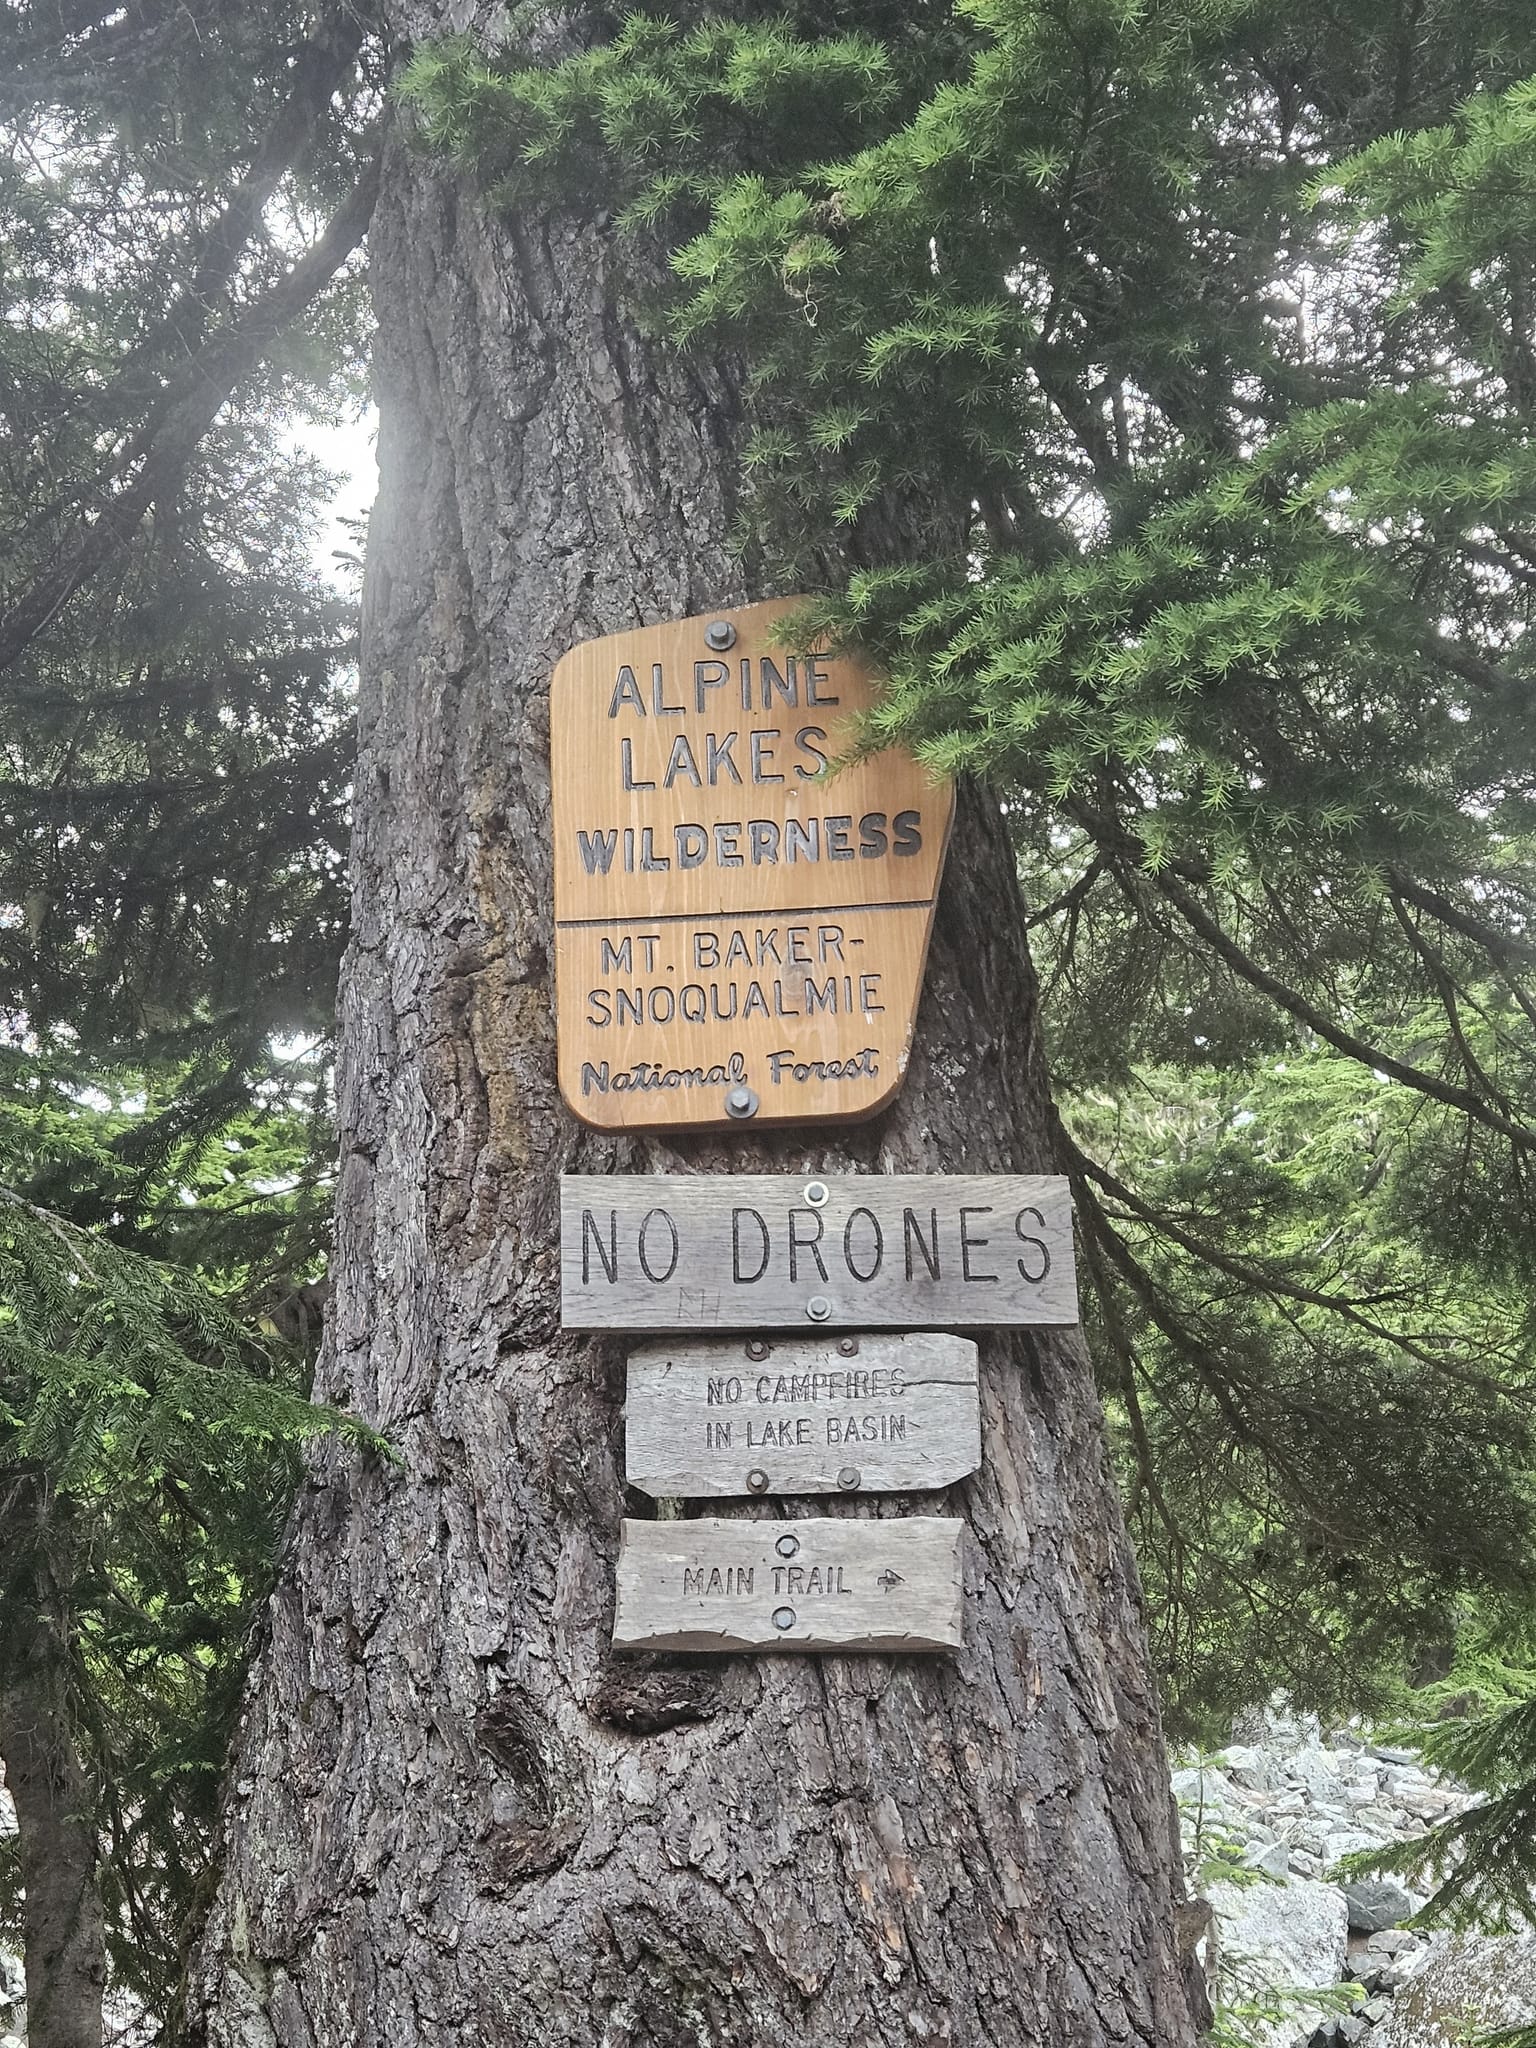 ALPINE
LAKES
WILDERNESS
MT. BAKER-
SNOQUALMIE
National Forest
NO DRONES
NO CAMPFIRES
IN LAKE BASIN
MAIN TRAIL →